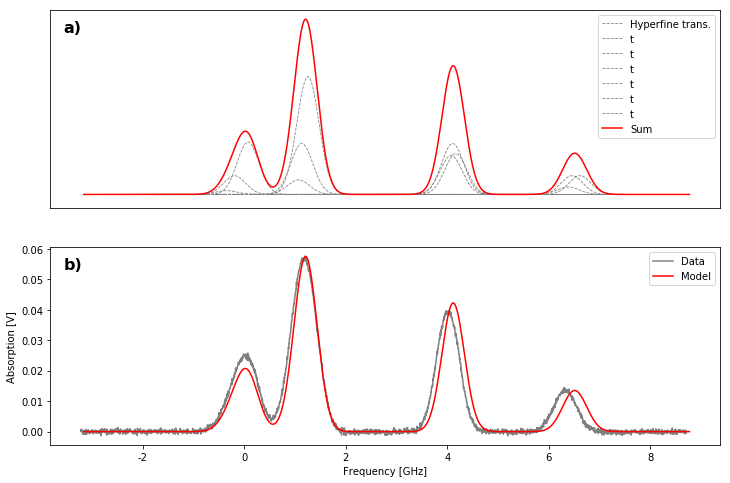 a)
Hyperfine trans.
t
t
t
t
t
t
Sum
b)
Data
Model
Absorption [V]
0.06
0.05
0.04
0.03
0.02
0.01
0.00
-2 0 2 4 6 8
Frequency [GHz]